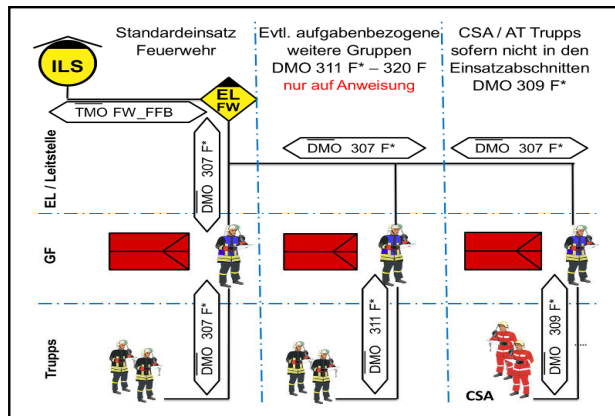 Standardeinsatz
Feuerwehr
Evtl. aufgabenbezogene
weitere Gruppen
DMO 311 F* – 320 F
nur auf Anweisung
CSA / AT Trupps
sofern nicht in den
Einsatzabschnitten
DMO 309 F*
ILS
EL
FW
TMO FW_FFB
EL / Leitstelle
DMO 307 F*
DMO 307 F*
DMO 307 F*
GF
Trupps
DMO 307 F*
DMO 311 F*
DMO 309 F*
.....
CSA